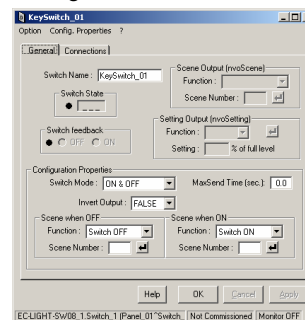 KeySwitch_01
Option Config. Properties ?
General Connections
Switch Name : KeySwitch_01
Switch State
_ _ _
Switch feedback
OFF ON
Scene Output (nvoScene)
Function :
Scene Number :
Setting Output (nvoSetting)
Function :
Setting : % of full level
Configuration Properties
Switch Mode : ON & OFF MaxSend Time (sec.): 0.0
Invert Output : FALSE
Scene when OFF
Function : Switch OFF
Scene Number :
Scene when ON
Function : Switch ON
Scene Number :
Help OK Cancel Apply
EC-LIGHT-SW08_1.Switch_1 (Panel_01^Switch_ Not Commissioned Monitor OFF